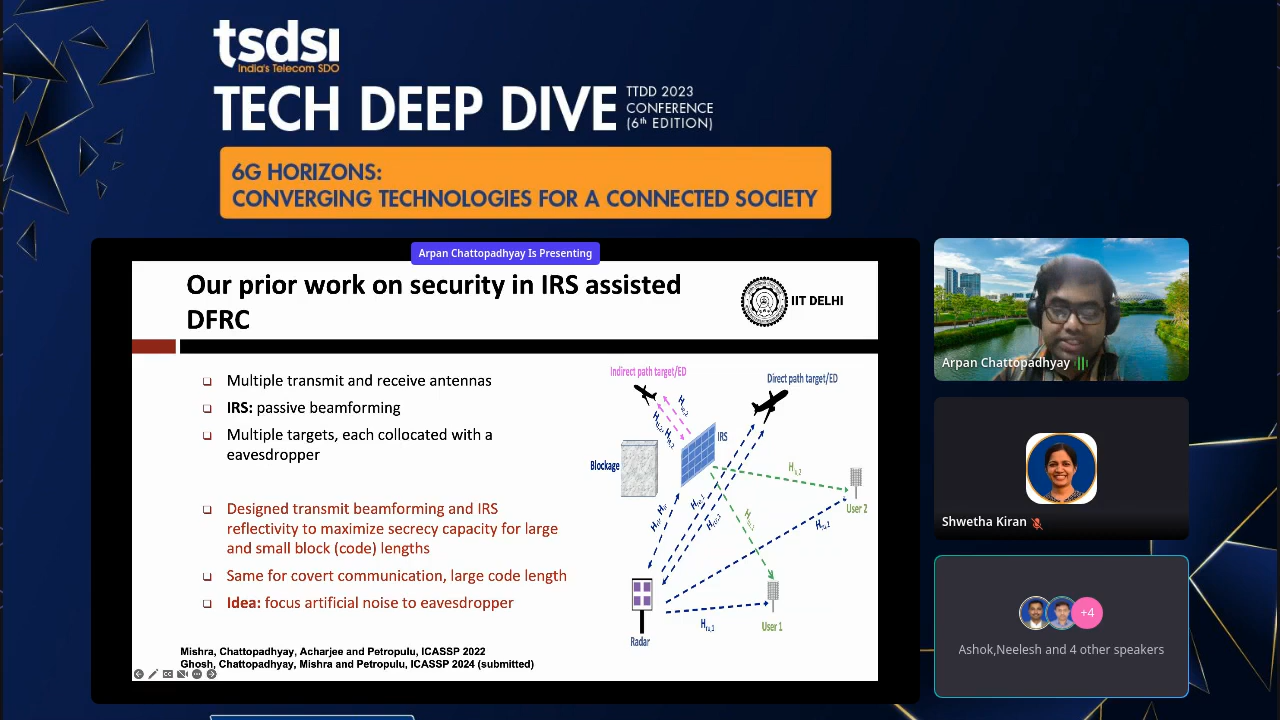 tsdsi
India's Telecom SDO
TECH DEEP DIVE
TTDD 2023
CONFERENCE
(6th EDITION)
6G HORIZONS:
CONVERGING TECHNOLOGIES FOR A CONNECTED SOCIETY
Arpan Chattopadhyay Is Presenting
Our prior work on security in IRS assisted
DFRC
IIT DELHI
Multiple transmit and receive antennas
IRS: passive beamforming
Multiple targets, each collocated with a
eavesdropper
Designed transmit beamforming and IRS
reflectivity to maximize secrecy capacity for large
and small block (code) lengths
Same for covert communication, large code length
Idea: focus artificial noise to eavesdropper
Indirect path target/ED
Direct path target/ED
IRS
Blockage
User 2
User 1
Radar
Mishra, Chattopadhyay, Acharjee and Petropulu, ICASSP 2022
Ghosh, Chattopadhyay, Mishra and Petropulu, ICASSP 2024 (submitted)
Arpan Chattopadhyay
Shwetha Kiran
+4
Ashok,Neelesh and 4 other speakers